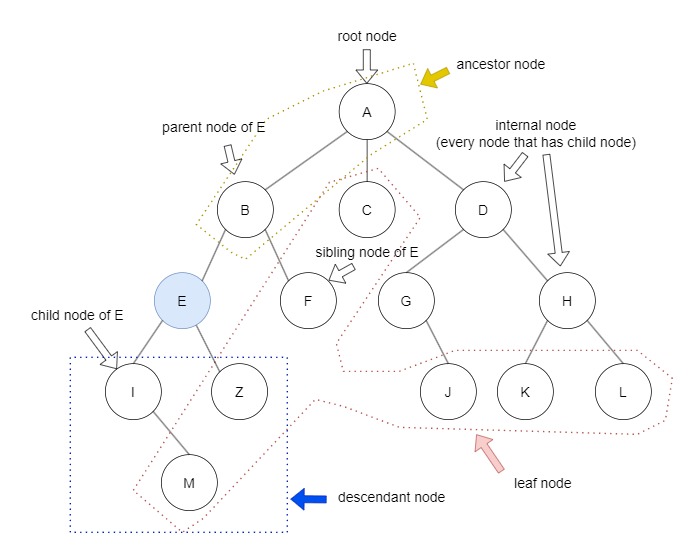 root node
ancestor node
A
parent node of E
internal node
(every node that has child node)
B
C
D
sibling node of E
E
F
G
H
child node of E
I
Z
J
K
L
M
leaf node
descendant node